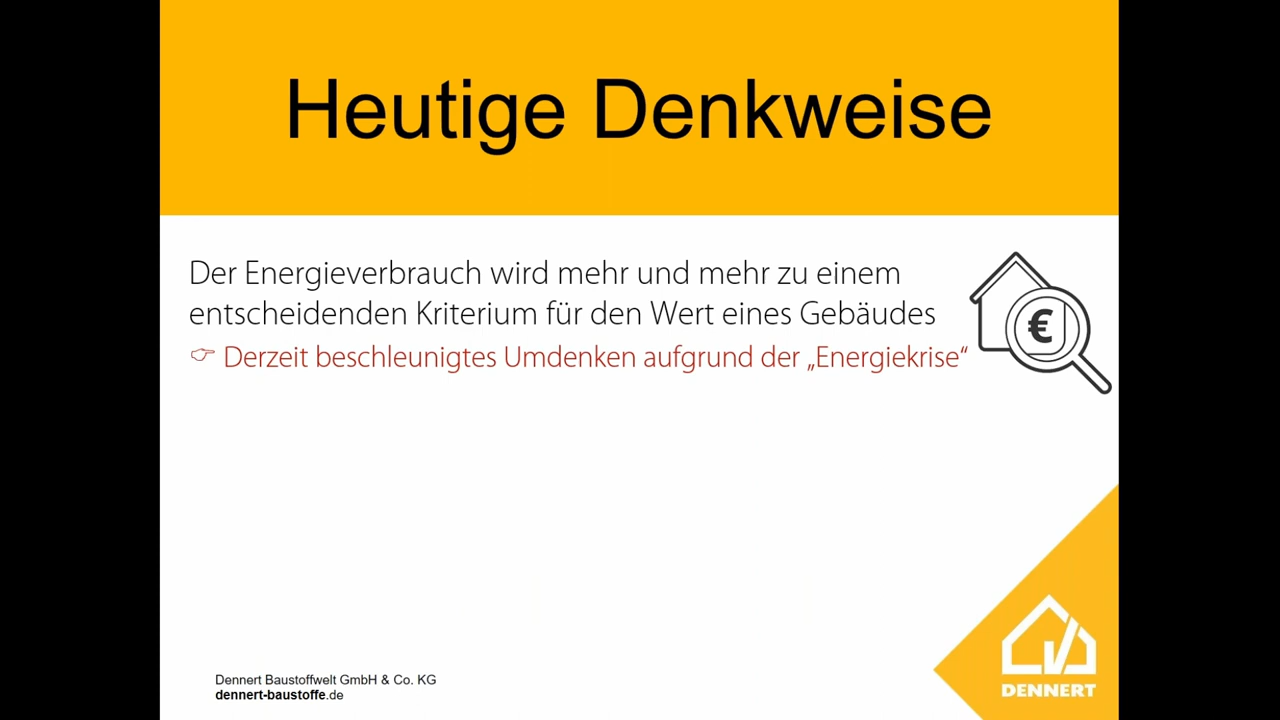 Heutige Denkweise
Der Energieverbrauch wird mehr und mehr zu einem
entscheidenden Kriterium für den Wert eines Gebäudes
☞ Derzeit beschleunigtes Umdenken aufgrund der „Energiekrise“
€
Dennert Baustoffwelt GmbH & Co. KG
dennert-baustoffe.de
DENNERT